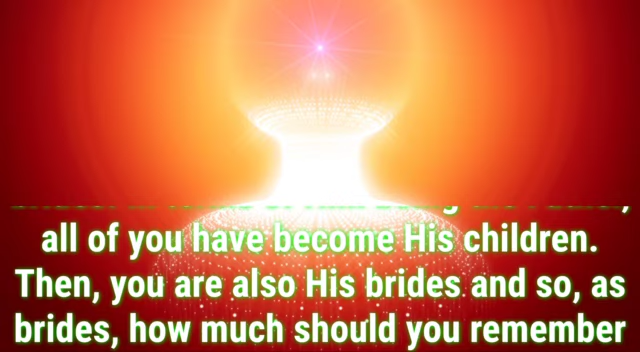 all of you have become His children.
Then, you are also His brides and so, as
brides, how much should you remember